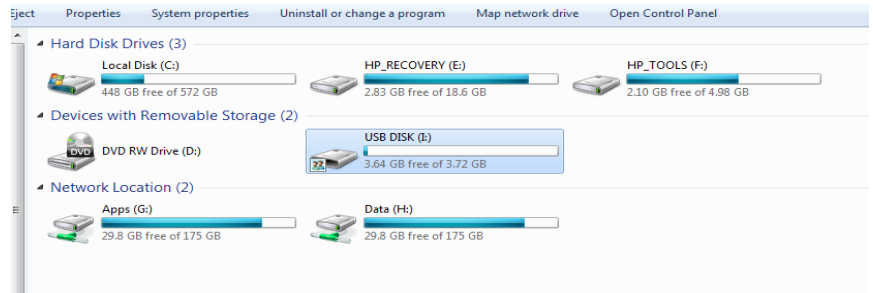 Eject Properties System properties Uninstall or change a program Map network drive Open Control Panel
Hard Disk Drives (3)
Local Disk (C:) HP_RECOVERY (E:) HP_TOOLS (F:)
448 GB free of 572 GB 2.83 GB free of 18.6 GB 2.10 GB free of 4.98 GB
Devices with Removable Storage (2)
USB DISK (I:)
DVD DVD RW Drive (D:)
3.64 GB free of 3.72 GB
Network Location (2)
Apps (G:) Data (H:)
29.8 GB free of 175 GB 29.8 GB free of 175 GB